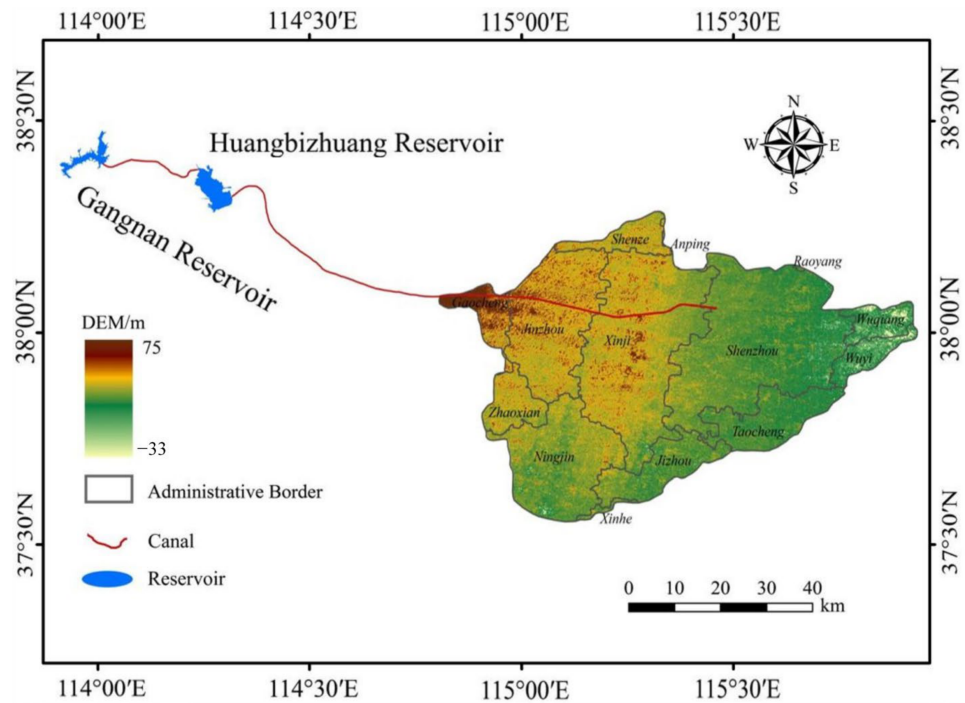 114°00′E 114°30′E 115°00′E 115°30′E
38°30′N
38°00′N
37°30′N
38°30′N
38°00′N
37°30′N
N
W E
S
Huangbizhuang Reservoir
Gangnan Reservoir
Shenze
Anping
Raoyang
Gaocheng
Jinzhou
Xinji
Shenzhou
Wuqiang
Wuyi
Zhaoxian
Ningjin
Jizhou
Taocheng
Xinhe
DEM/m
75
−33
Administrative Border
Canal
Reservoir
0 10 20 30 40
km
114°00′E 114°30′E 115°00′E 115°30′E